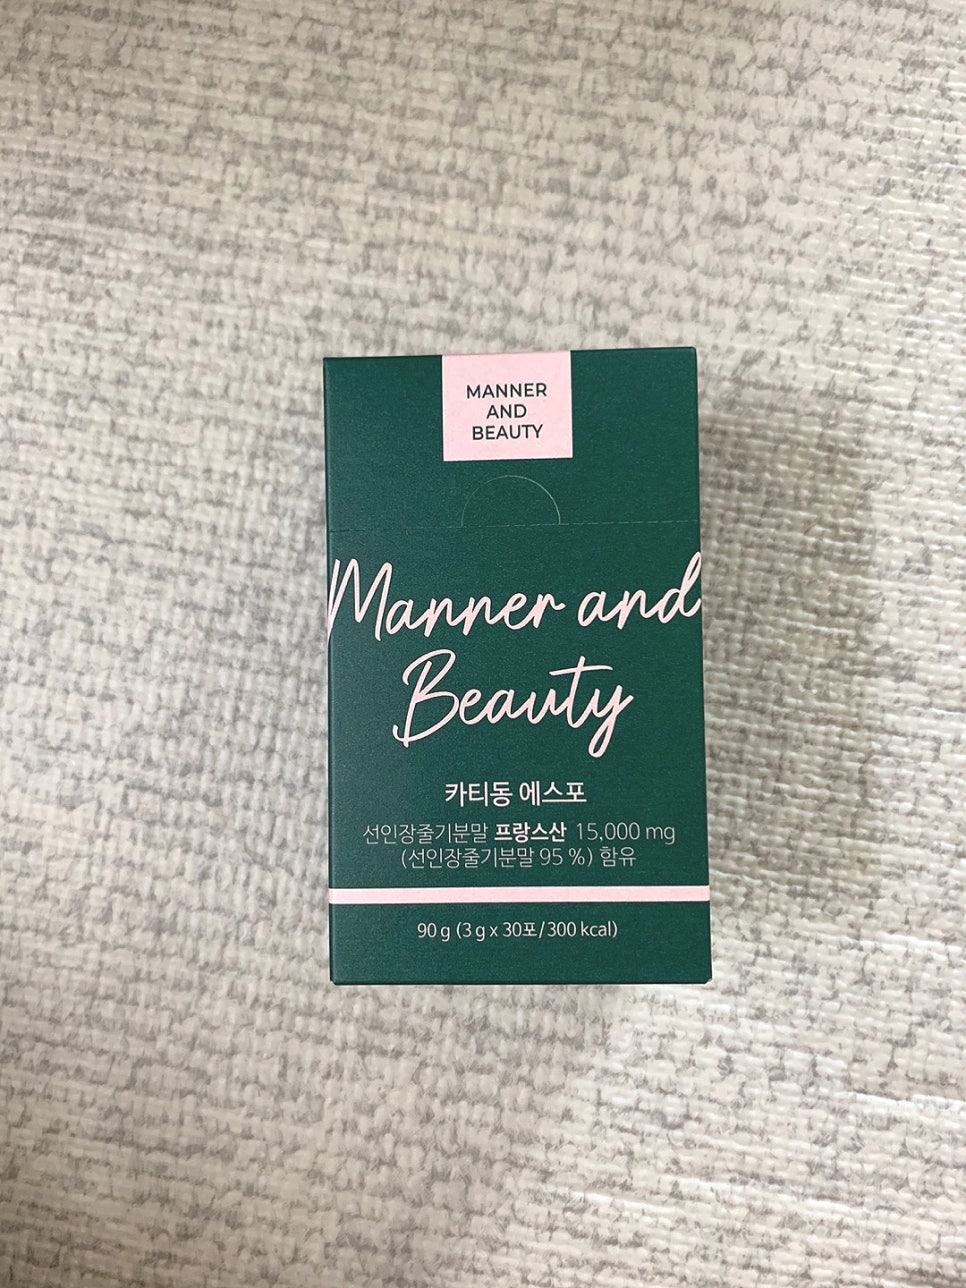 MANNER
AND
BEAUTY
Manner and
Beauty
카티동 에스포
선인장줄기분말 프랑스산 15,000 mg
(선인장줄기분말 95 %) 함유
90 g (3 g x 30포/300 kcal)